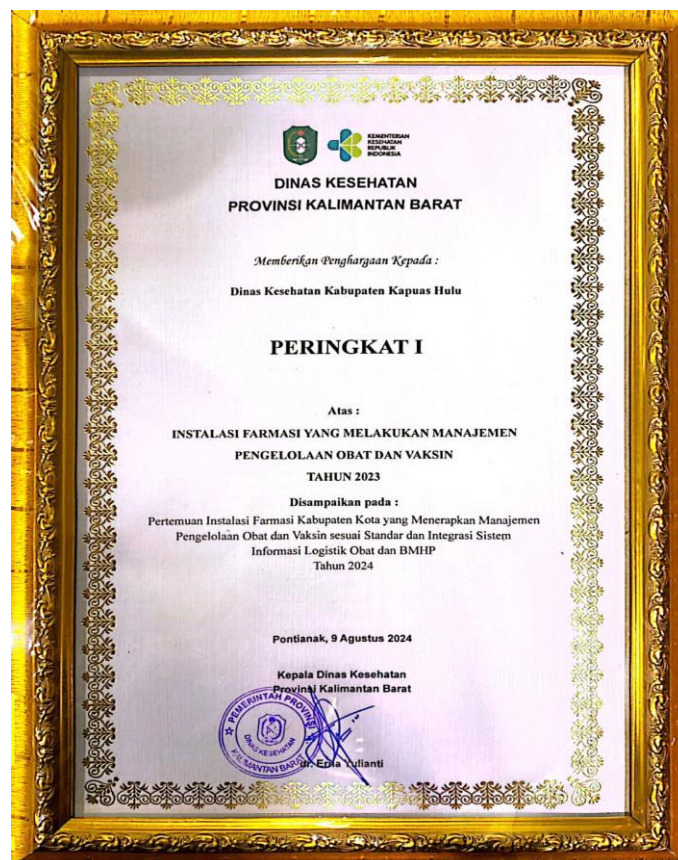 KEMENTERIAN
KESEHATAN
REPUBLIK
INDONESIA
DINAS KESEHATAN
PROVINSI KALIMANTAN BARAT
Memberikan Penghargaan Kepada :
Dinas Kesehatan Kabupaten Kapuas Hulu
PERINGKAT I
Atas :
INSTALASI FARMASI YANG MELAKUKAN MANAJEMEN
PENGELOLAAN OBAT DAN VAKSIN
TAHUN 2023
Disampaikan pada :
Pertemuan Instalasi Farmasi Kabupaten Kota yang Menerapkan Manajemen
Pengelolaan Obat dan Vaksin sesuai Standar dan Integrasi Sistem
Informasi Logistik Obat dan BMHP
Tahun 2024
Pontianak, 9 Agustus 2024
Kepala Dinas Kesehatan
Provinsi Kalimantan Barat
PEMERINTAH PROVINSI
DINAS KESEHATAN
KALIMANTAN BARAT
dr. Erna Yulianti